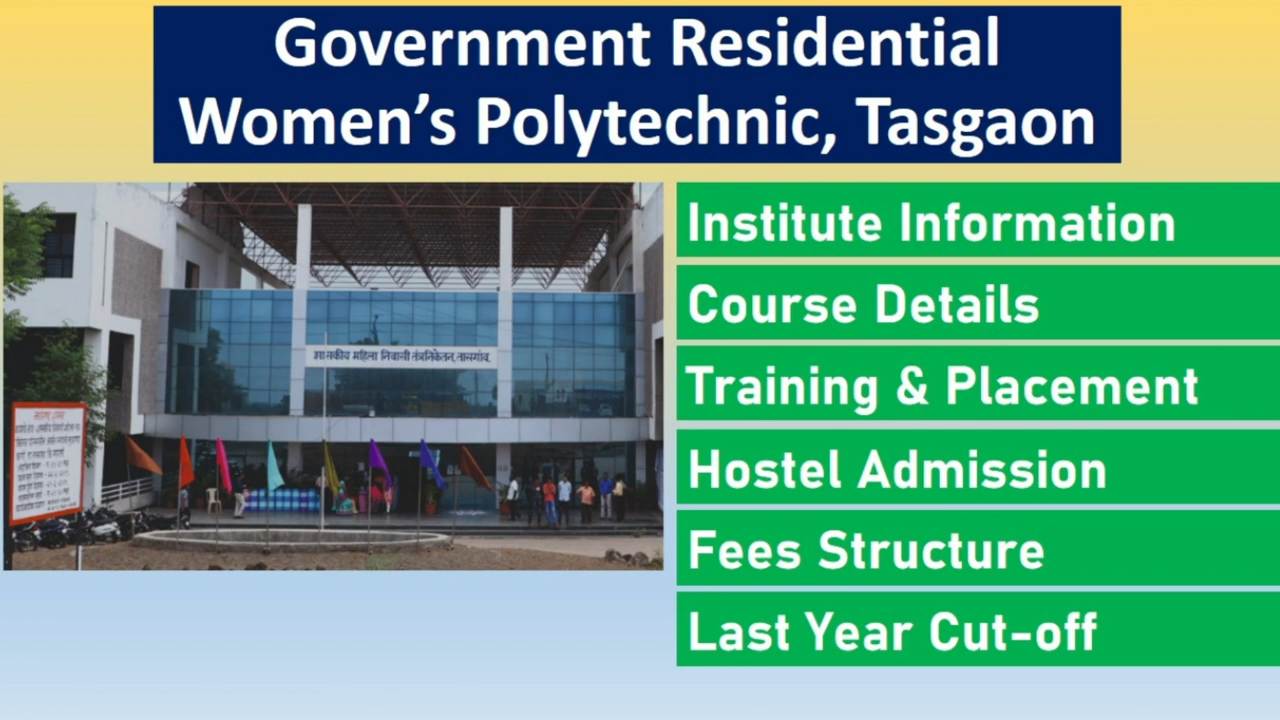 Government Residential
Women's Polytechnic, Tasgaon
शासकीय महिला निवासी तंत्रनिकेतन, तासगांव.
Institute Information
Course Details
Training & Placement
Hostel Admission
Fees Structure
Last Year Cut-off